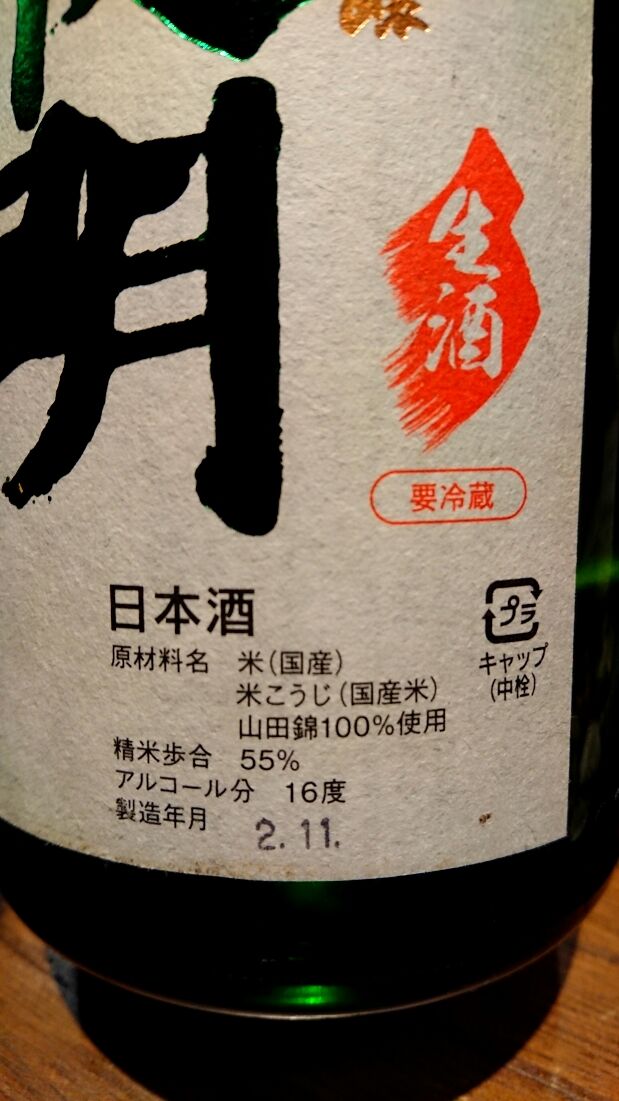 明
生酒
要冷蔵
日本酒
原材料名 米(国産)
米こうじ(国産米)
山田錦100%使用
精米歩合 55%
アルコール分 16度
製造年月 2.11.
プラ
キャップ
(中栓)